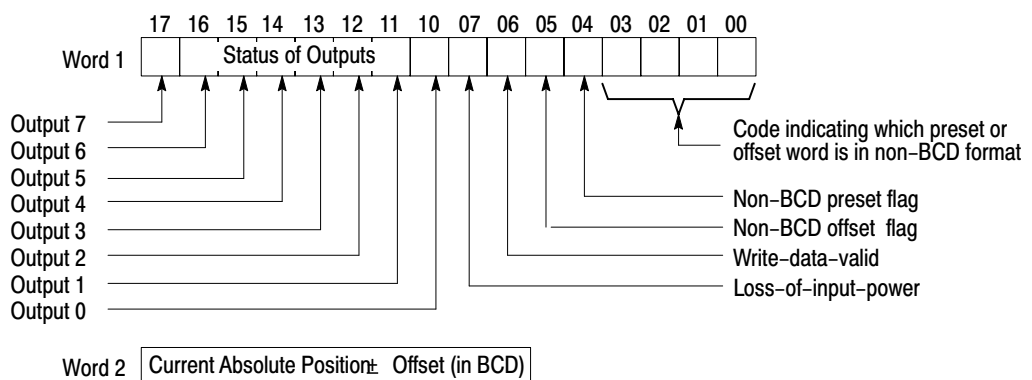 17 16 15 14 13 12 11 10 07 06 05 04 03 02 01 00
Word 1 Status of Outputs
Output 7
Output 6
Output 5
Output 4
Output 3
Output 2
Output 1
Output 0
Code indicating which preset or
offset word is in non-BCD format
Non-BCD preset flag
Non-BCD offset flag
Write-data-valid
Loss-of-input-power
Word 2 Current Absolute Position± Offset (in BCD)